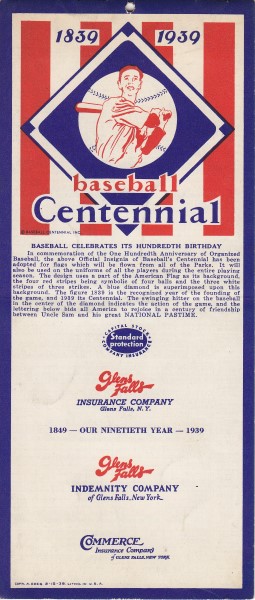 1839 1939
baseball
Centennial
© BASEBALL CENTENNIAL, INC.
BASEBALL CELEBRATES ITS HUNDREDTH BIRTHDAY
In commemoration of the One Hundredth Anniversary of Organized
Baseball, the above Official Insignia of Baseball's Centennial has been
adopted for flags which will be flown from all of the Parks. It will
also be used on the uniforms of all the players during the entire playing
season. The design uses a part of the American Flag as its background,
the four red stripes being symbolic of four balls and the three white
stripes of three strikes. A blue diamond is superimposed upon this
background. The figure 1839 is the recognized year of the founding of
the game, and 1939 its Centennial. The swinging hitter on the baseball
in the center of the diamond indicates the action of the game, and the
lettering below bids all America to rejoice in a century of friendship
between Uncle Sam and his great NATIONAL PASTIME.
CAPITAL STOCK
Standard
protection
COMPANY INSURANCE
Glens Falls
INSURANCE COMPANY
Glens Falls, N. Y.
1849 — OUR NINETIETH YEAR — 1939
Glens Falls
INDEMNITY COMPANY
of Glens Falls, New York
COMMERCE
Insurance Company
of GLENS FALLS, NEW YORK
LITHO. IN U. S. A.